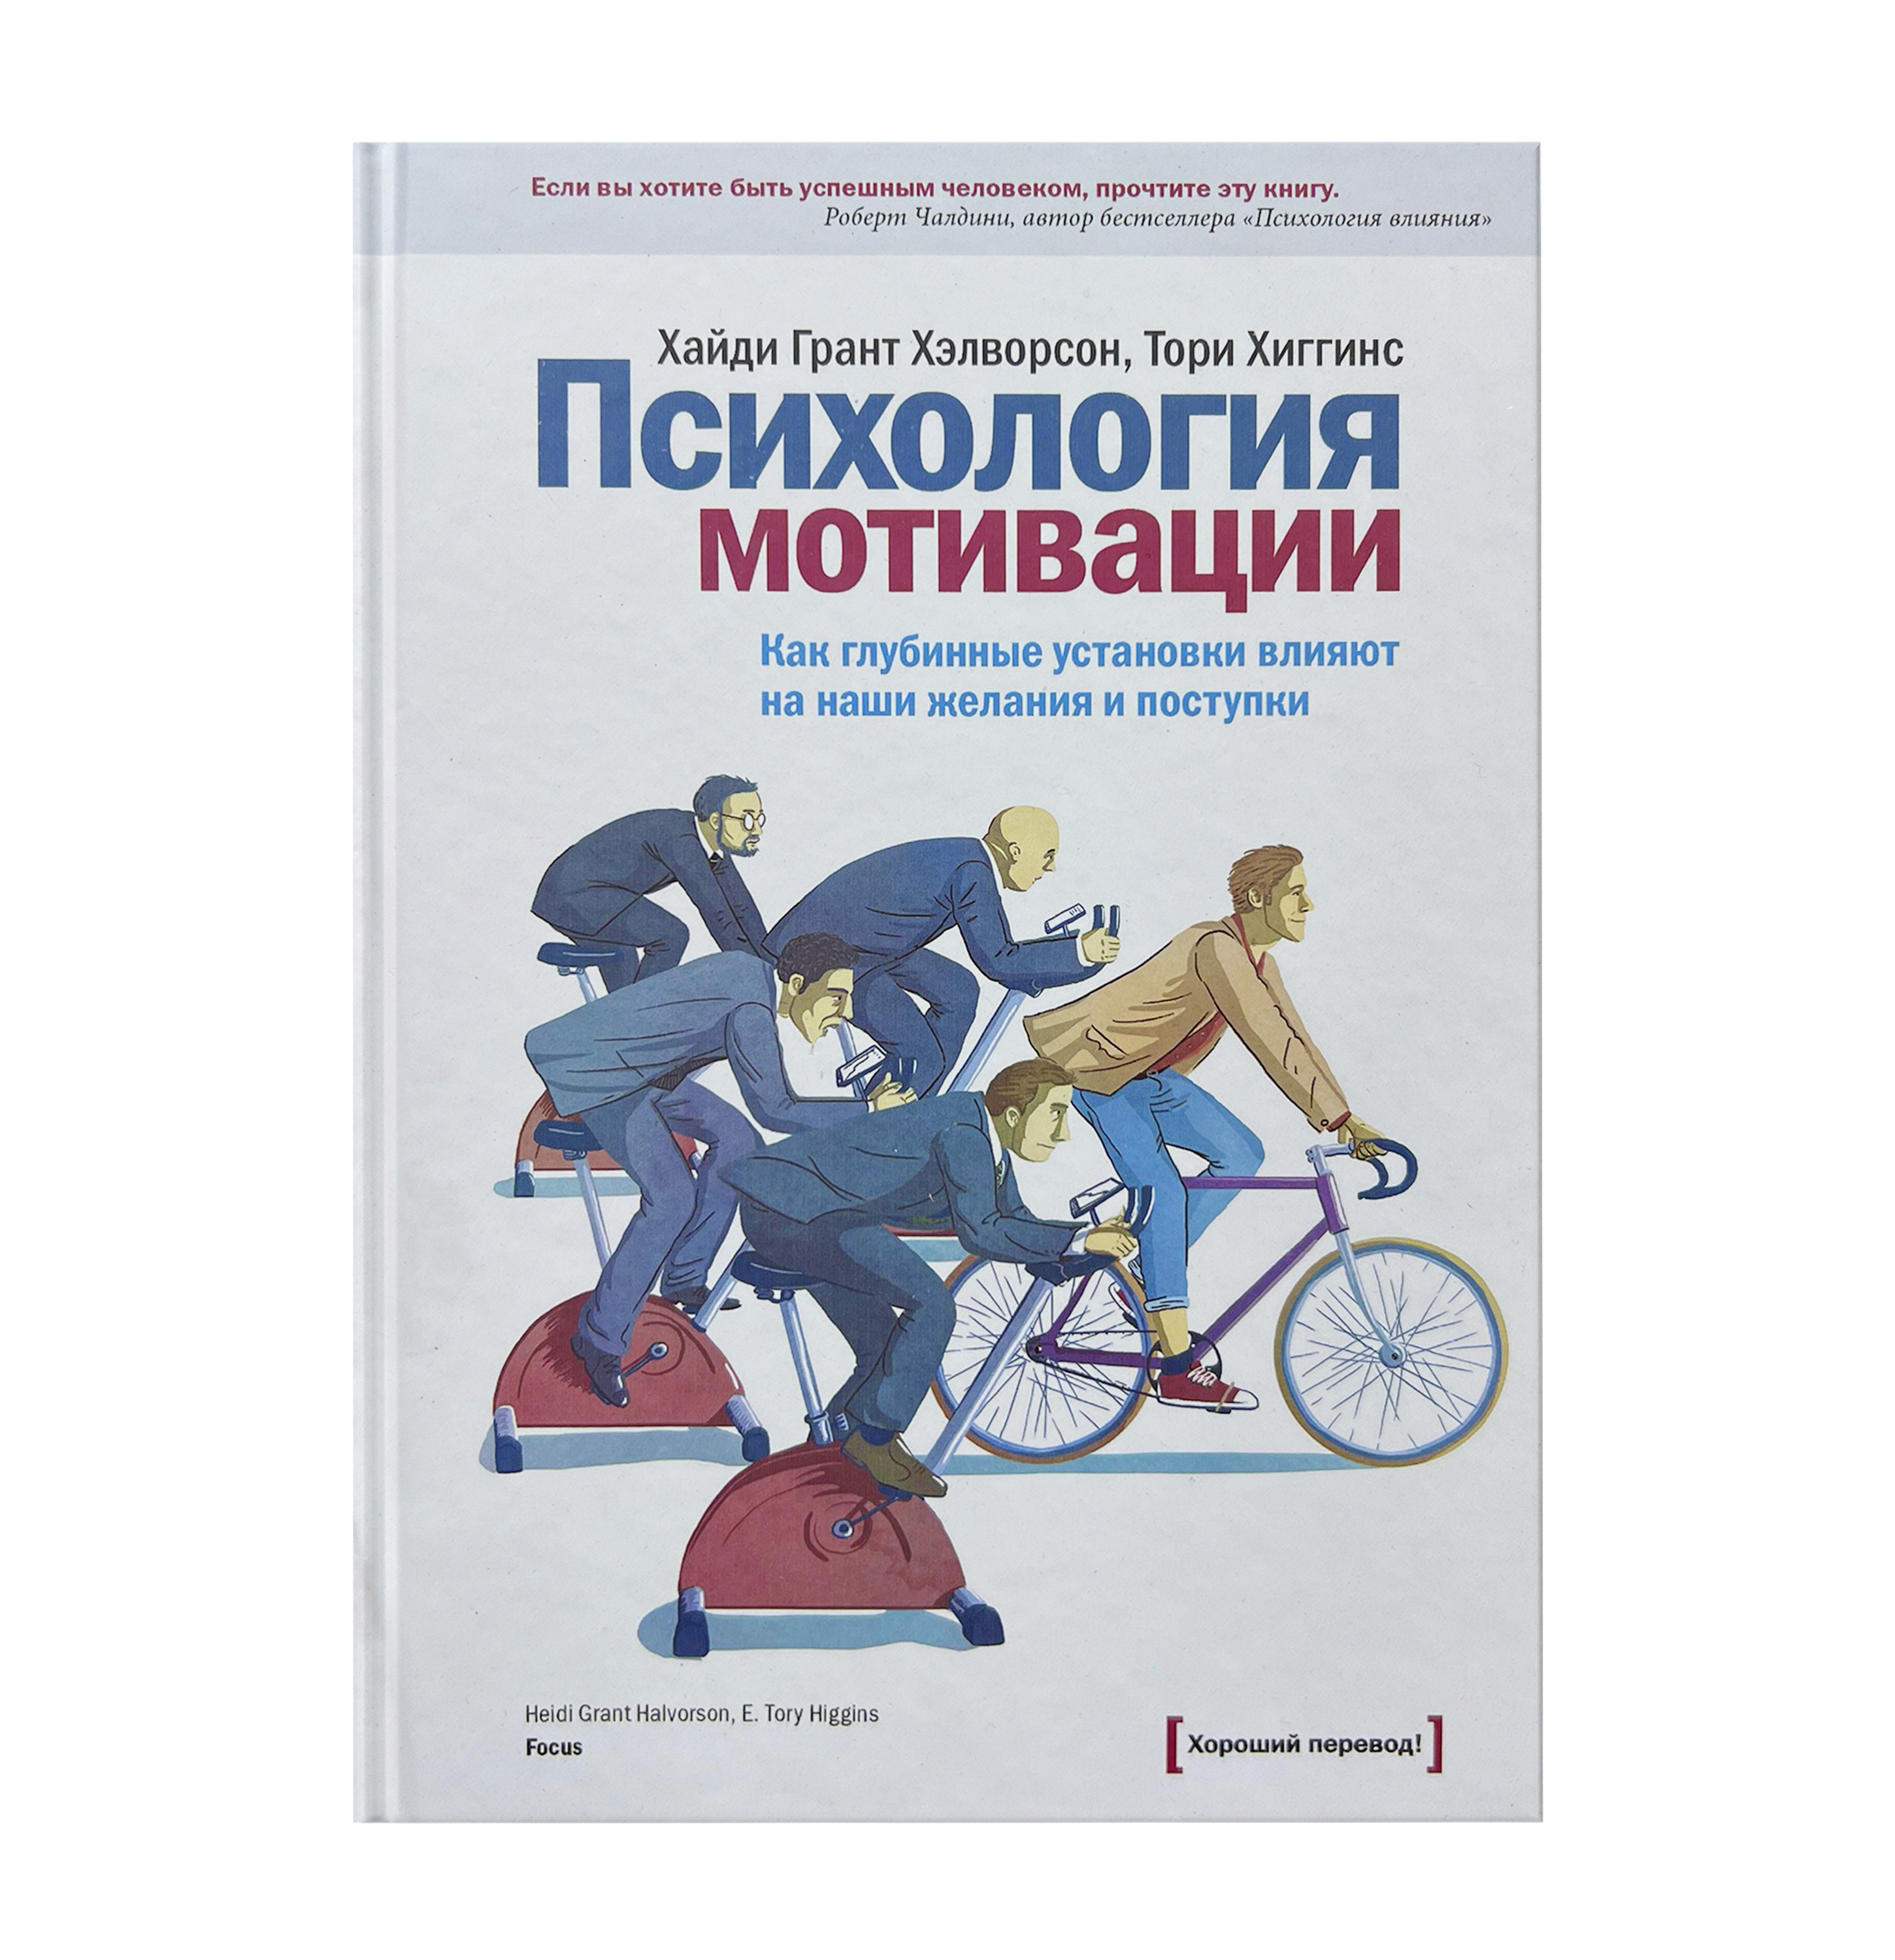 Если вы хотите быть успешным человеком, прочтите эту книгу.
Роберт Чалдини, автор бестселлера «Психология влияния»
Хайди Грант Хэлворсон, Тори Хиггинс
Психология
мотивации
Как глубинные установки влияют
на наши желания и поступки
Heidi Grant Halvorson, E. Tory Higgins
Focus
[Хороший перевод!]